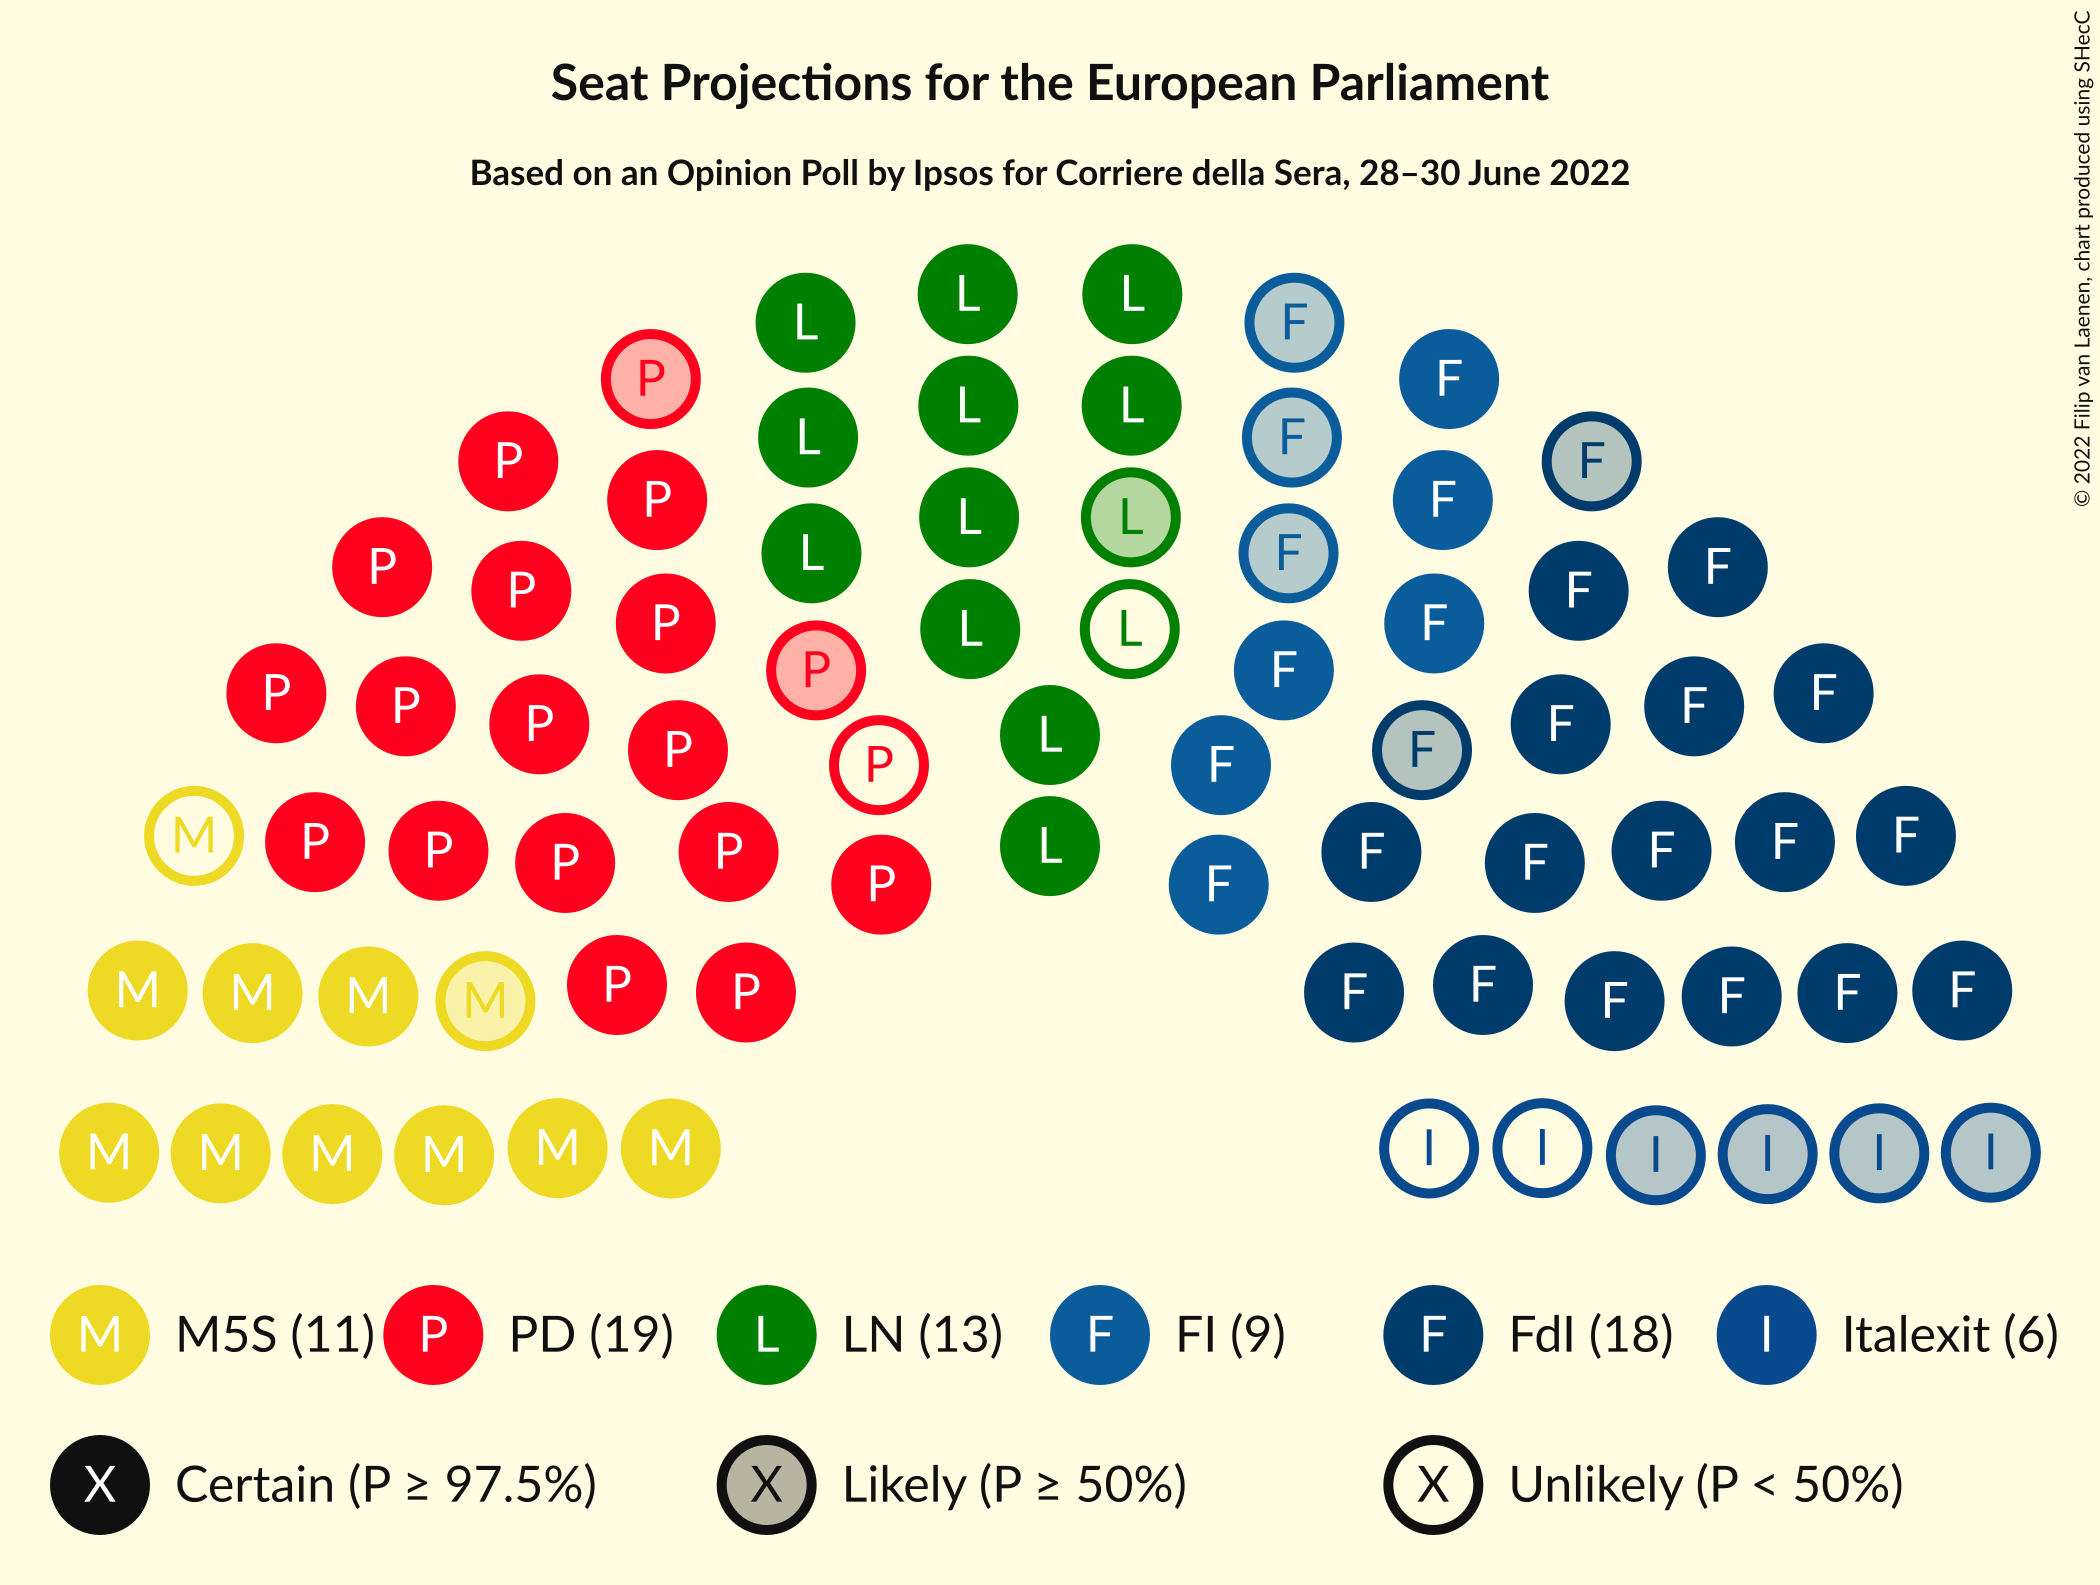 Seat Projections for the European Parliament
Based on an Opinion Poll by Ipsos for Corriere della Sera, 28–30 June 2022
© 2022 Filip van Laenen, chart produced using SHecC
L L
L F
P F
L L
P F
L F
P P F F
L L
L F
P F F
P F
P F
L L
P F
P P F F
P F
L
P F
P F
M F
P F
P F
L
P F
P F
P F
M F
M F
M F
P F
M F
P F
M M M M M M I I I I I I
M M5S (11) P PD (19) L LN (13) F FI (9) F FdI (18) I Italexit (6)
X Certain (P ≥ 97.5%) X Likely (P ≥ 50%) X Unlikely (P < 50%)